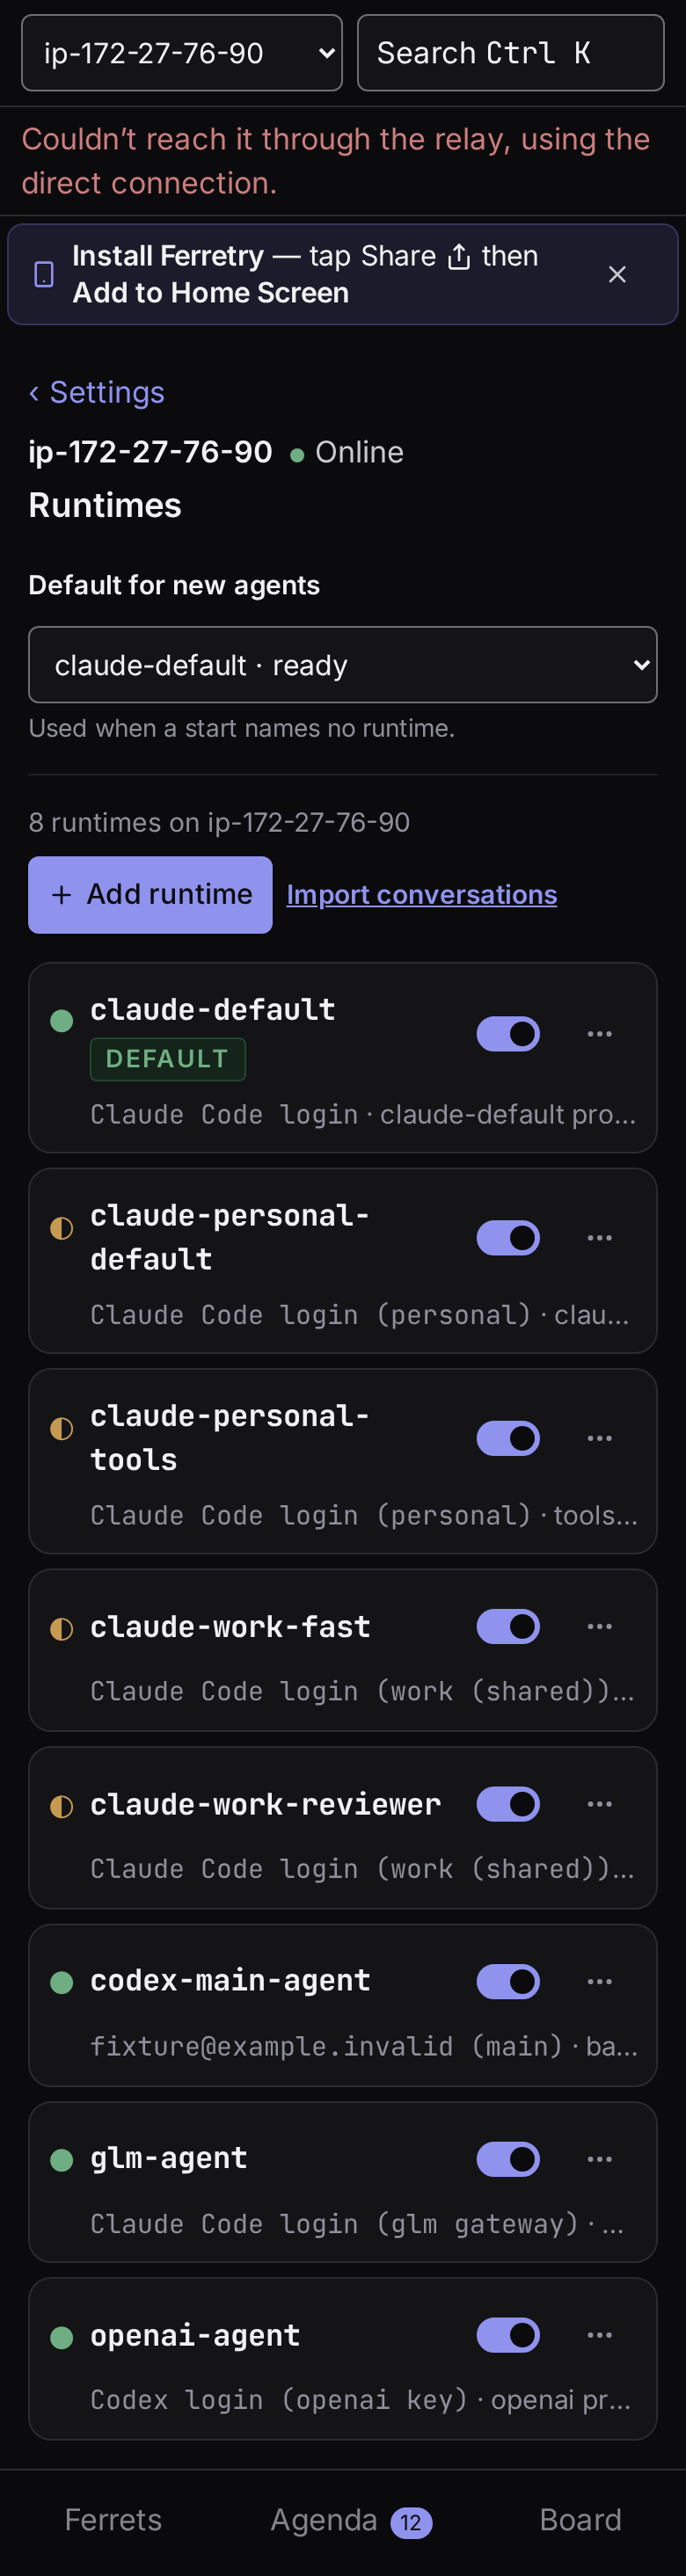 ip-172-27-76-90
Search Ctrl K
Couldn’t reach it through the relay, using the
direct connection.
Install Ferretry — tap Share then
Add to Home Screen
‹ Settings
ip-172-27-76-90 Online
Runtimes
Default for new agents
claude-default · ready
Used when a start names no runtime.
8 runtimes on ip-172-27-76-90
+ Add runtime Import conversations
claude-default
DEFAULT
Claude Code login · claude-default pro…
claude-personal-
default
Claude Code login (personal) · clau…
claude-personal-
tools
Claude Code login (personal) · tools…
claude-work-fast
Claude Code login (work (shared))…
claude-work-reviewer
Claude Code login (work (shared))…
codex-main-agent
fixture@example.invalid (main) · ba…
glm-agent
Claude Code login (glm gateway) · …
openai-agent
Codex login (openai key) · openai pr…
Ferrets Agenda 12 Board